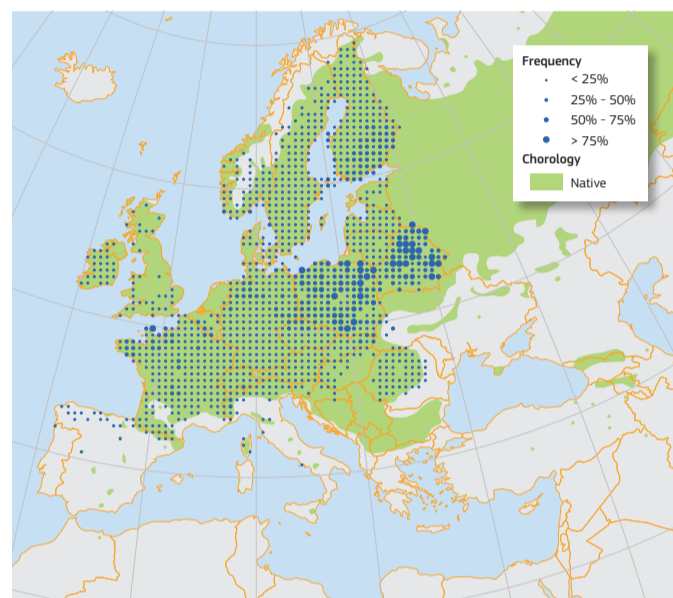 Frequency
< 25%
25% - 50%
50% - 75%
> 75%
Chorology
Native